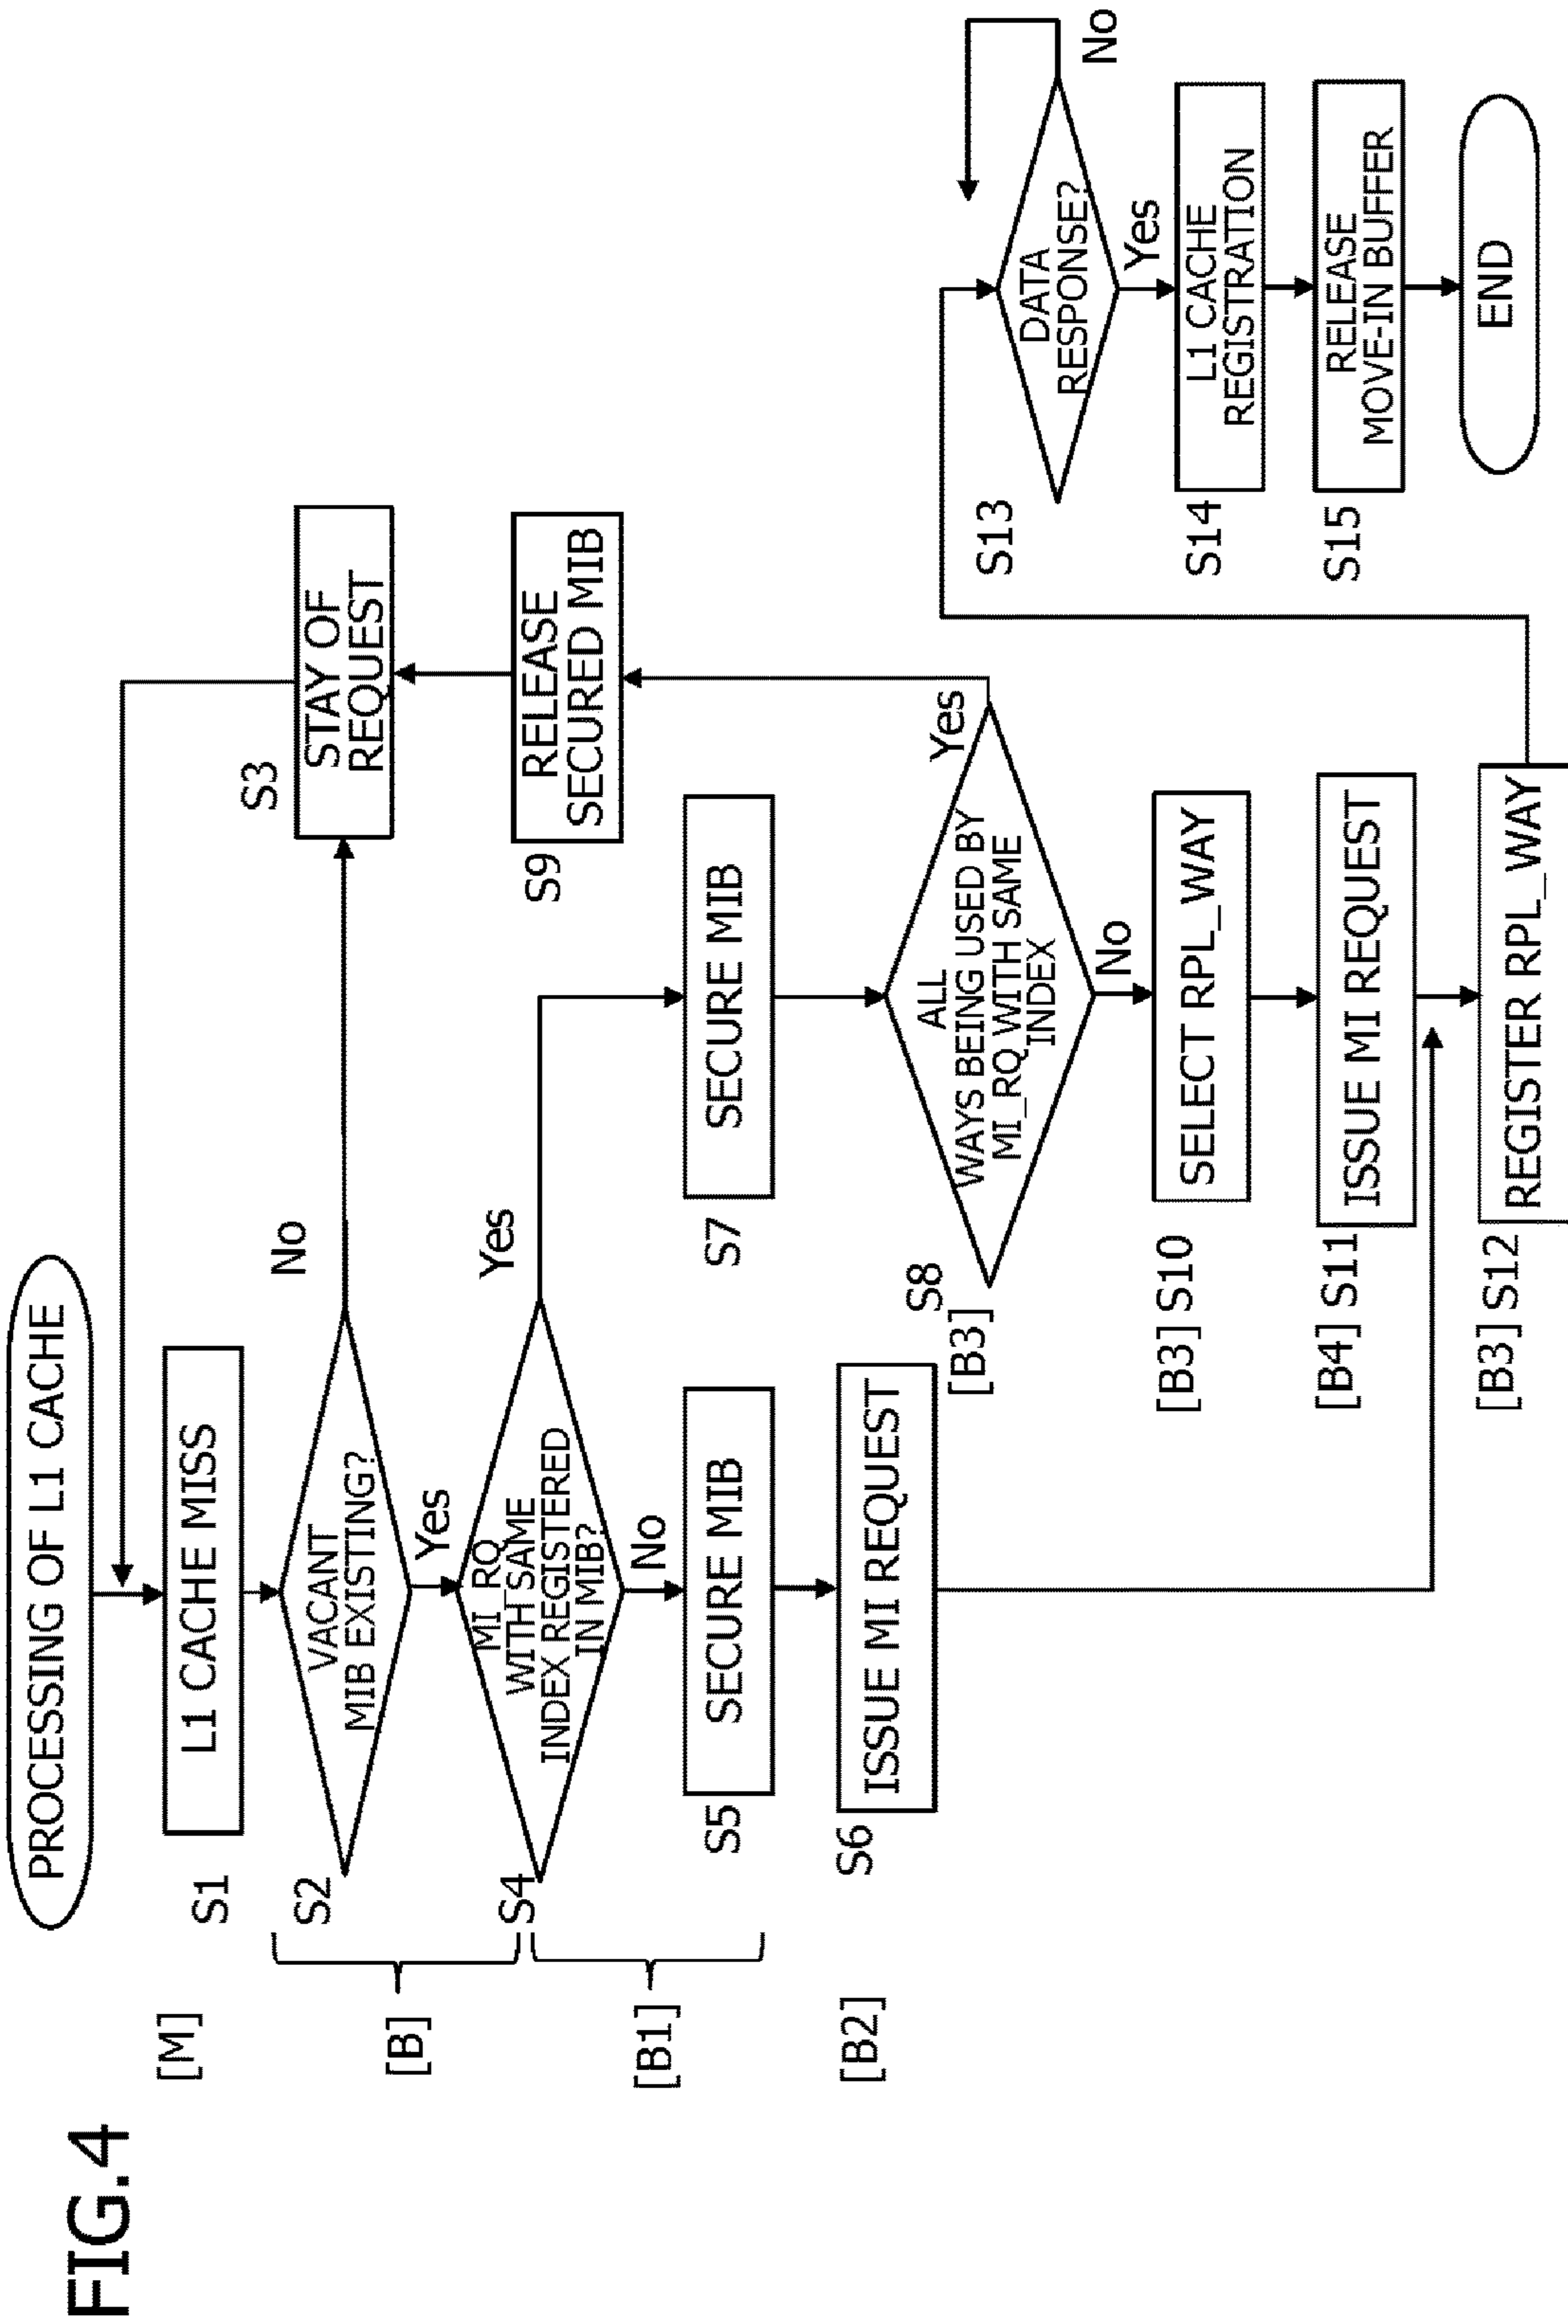 FIG.4
PROCESSING OF L1 CACHE
[M]
S1
L1 CACHE MISS
[B]
S2
VACANT
MIB EXISTING?
No
Yes
S3
STAY OF
REQUEST
[B1]
S4
MI_RQ
WITH SAME
INDEX REGISTERED
IN MIB?
Yes
No
S5
SECURE MIB
[B2]
S6
ISSUE MI REQUEST
S7
SECURE MIB
S8
[B3]
ALL
WAYS BEING USED BY
MI_RQ WITH SAME
INDEX
Yes
No
S9
RELEASE
SECURED MIB
[B3] S10
SELECT RPL_WAY
[B4] S11
ISSUE MI REQUEST
[B3] S12
REGISTER RPL_WAY
S13
DATA
RESPONSE?
No
Yes
S14
L1 CACHE
REGISTRATION
S15
RELEASE
MOVE-IN BUFFER
END